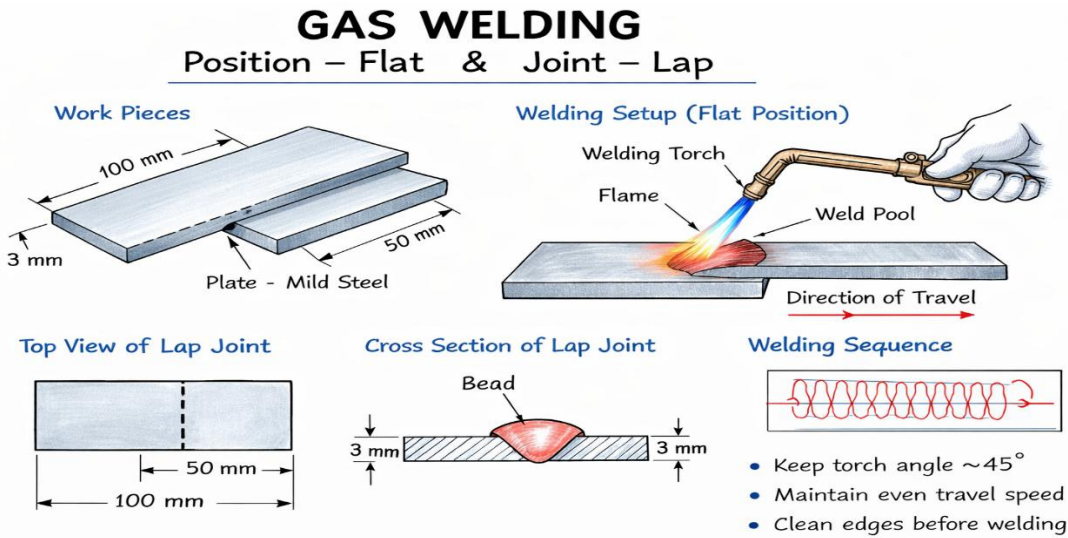 GAS WELDING
Position – Flat & Joint – Lap
Work Pieces
100 mm
3 mm
50 mm
Plate - Mild Steel
Welding Setup (Flat Position)
Welding Torch
Flame
Weld Pool
Direction of Travel
Top View of Lap Joint
50 mm
100 mm
Cross Section of Lap Joint
Bead
3 mm
3 mm
Welding Sequence
• Keep torch angle ~45°
• Maintain even travel speed
• Clean edges before welding